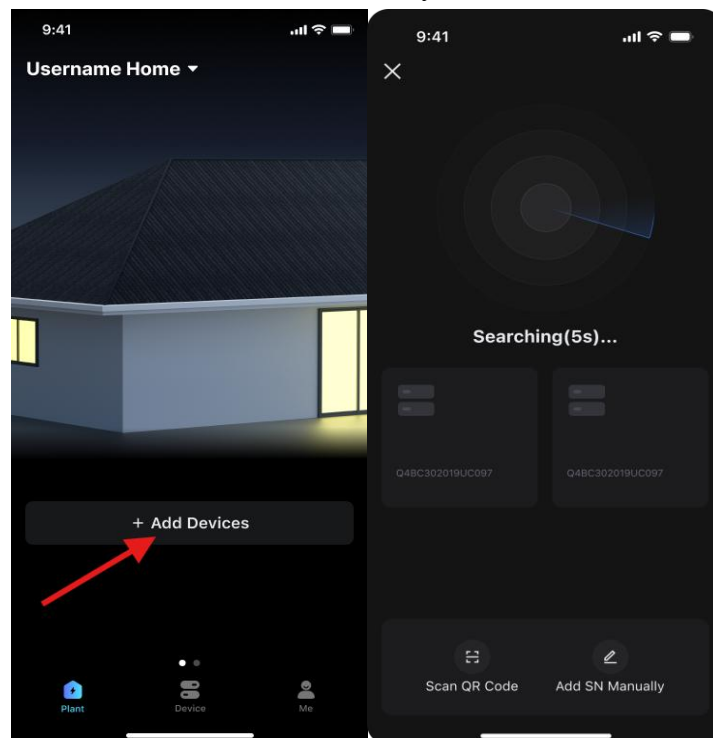 9:41
Username Home
+ Add Devices
Plant
Device
Me
9:41
Searching(5s)...
Q4BC302019UC097
Q4BC302019UC097
Scan QR Code
Add SN Manually